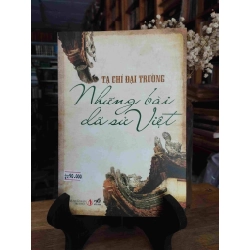 TẠ CHÍ ĐẠI TRƯỜNG
Những bài
dã sử Việt